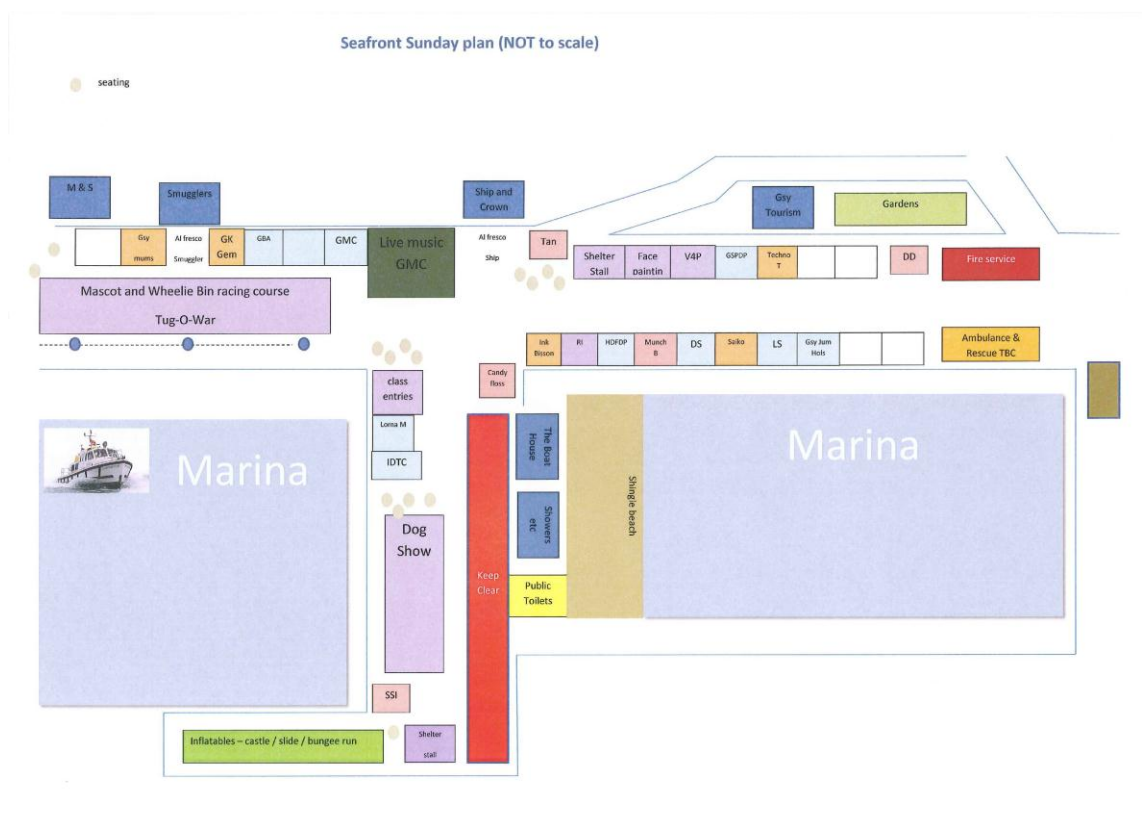 Seafront Sunday plan (NOT to scale)
seating
M & S
Smugglers
Ship and
Crown
Gsy
Tourism
Gardens
Gsy
mums
Al fresco
Smuggler
GK
Gem
GBA
GMC
Live music
GMC
Al fresco
Ship
Tan
Shelter
Stall
Face
paintin
V4P
GSPDP
Techno
T
DD
Fire service
Mascot and Wheelie Bin racing course
Tug-O-War
Ink
Bisson
RI
HDFDP
Munch
B
DS
Saiko
LS
Gsy Jum
Hols
Ambulance &
Rescue TBC
class
entries
Candy
floss
Lorna M
IDTC
The Boat
House
Marina
Marina
Shingle beach
Showers
etc
Dog
Show
Keep
Clear
Public
Toilets
SSI
Inflatables – castle / slide / bungee run
Shelter
stall